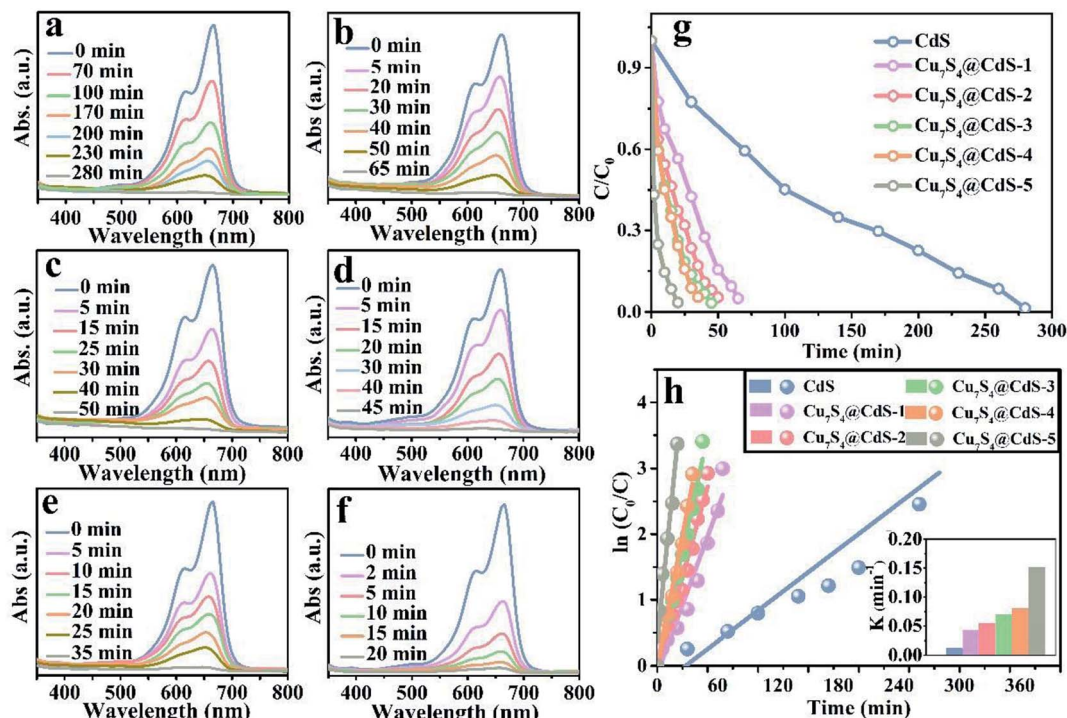 a
0 min
70 min
100 min
170 min
200 min
230 min
280 min
Abs. (a.u.)
400 500 600 700 800
Wavelength (nm)
b
0 min
5 min
20 min
30 min
40 min
50 min
65 min
Abs (a.u.)
400 500 600 700 800
Wavelength (nm)
c
0 min
5 min
15 min
25 min
30 min
40 min
50 min
Abs (a.u.)
400 500 600 700 800
Wavelength (nm)
d
0 min
5 min
15 min
20 min
30 min
40 min
45 min
Abs. (a.u.)
400 500 600 700 800
Wavelength (nm)
e
0 min
5 min
10 min
15 min
20 min
25 min
35 min
Abs (a.u.)
400 500 600 700 800
Wavelength (nm)
f
0 min
2 min
5 min
10 min
15 min
20 min
Abs (a.u.)
400 500 600 700 800
Wavelength (nm)
g
CdS
Cu₇S₄@CdS-1
Cu₇S₄@CdS-2
Cu₇S₄@CdS-3
Cu₇S₄@CdS-4
Cu₇S₄@CdS-5
C/C₀
0.9
0.6
0.3
0.0
0 50 100 150 200 250 300
Time (min)
h
CdS
Cu₇S₄@CdS-1
Cu₇S₄@CdS-2
Cu₇S₄@CdS-3
Cu₇S₄@CdS-4
Cu₇S₄@CdS-5
ln (C₀/C)
4
3
2
1
0
K (min⁻¹)
0.20
0.15
0.10
0.05
0.00
0 60 120 180 240 300 360
Time (min)